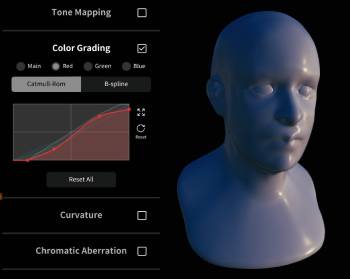 Tone Mapping
Color Grading
Main Red Green Blue
Catmull-Rom B-spline
Reset
Reset All
Curvature
Chromatic Aberration